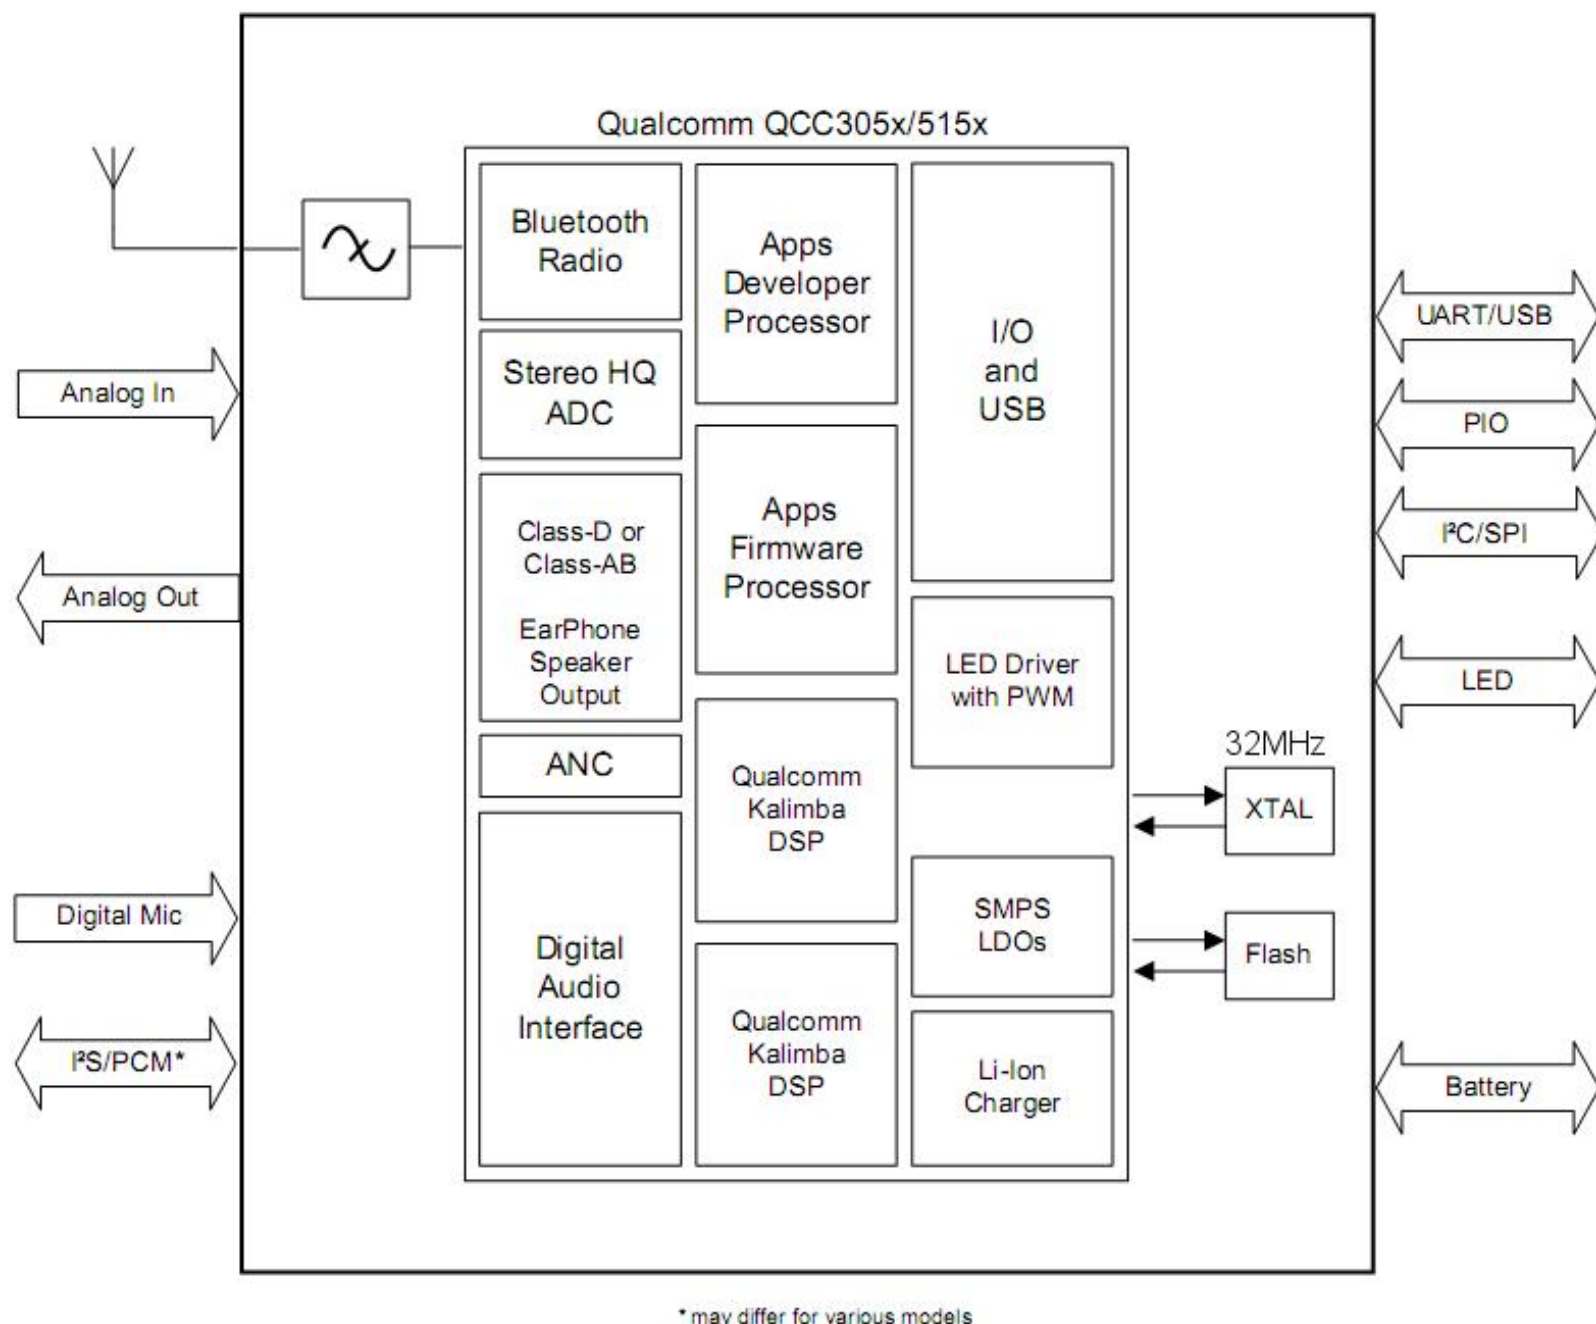 Qualcomm QCC305x/515x
Bluetooth
Radio
Stereo HQ
ADC
Class-D or
Class-AB
EarPhone
Speaker
Output
ANC
Digital
Audio
Interface
Apps
Developer
Processor
Apps
Firmware
Processor
Qualcomm
Kalimba
DSP
Qualcomm
Kalimba
DSP
I/O
and
USB
LED Driver
with PWM
SMPS
LDOs
Li-Ion
Charger
Analog In
Analog Out
Digital Mic
I²S/PCM*
UART/USB
PIO
I²C/SPI
LED
32MHz
XTAL
Flash
Battery
* may differ for various models